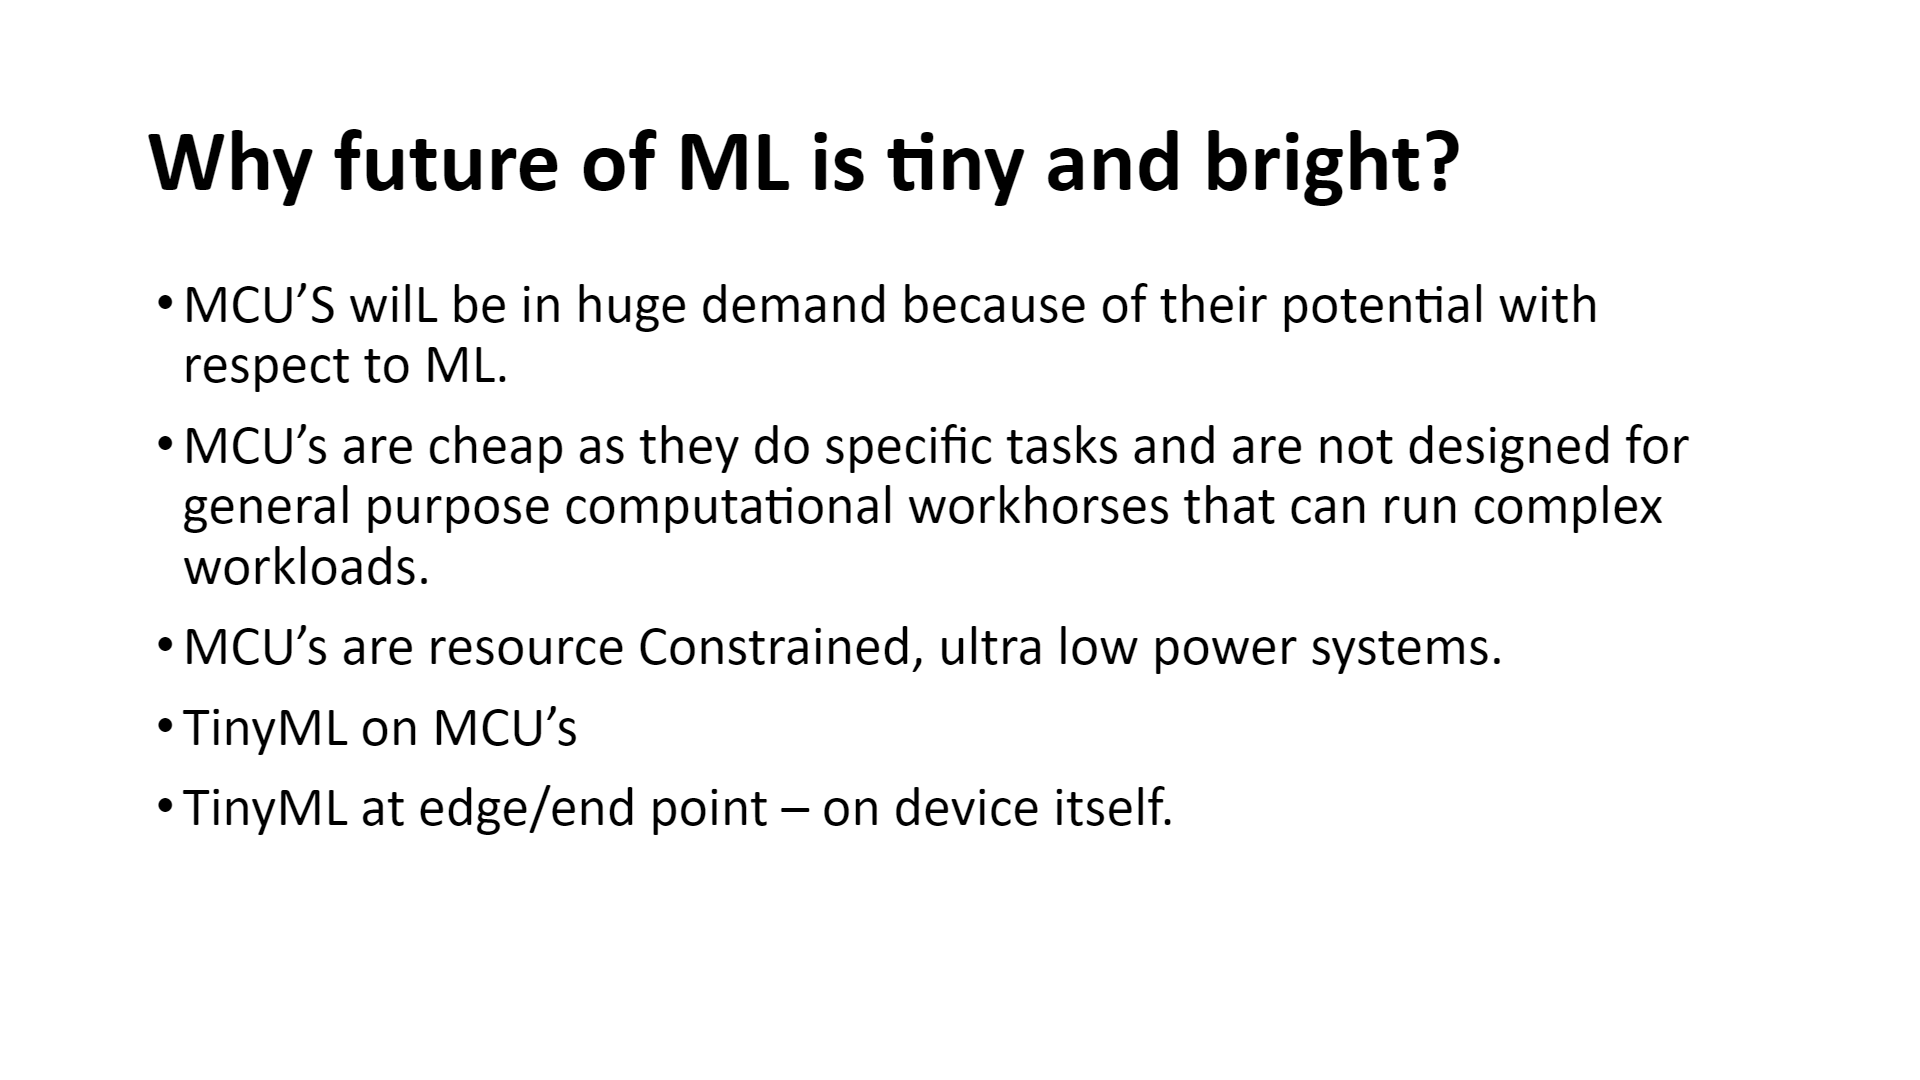 Why future of ML is tiny and bright?
• MCU’S wilL be in huge demand because of their potential with
respect to ML.
• MCU’s are cheap as they do specific tasks and are not designed for
general purpose computational workhorses that can run complex
workloads.
• MCU’s are resource Constrained, ultra low power systems.
• TinyML on MCU’s
• TinyML at edge/end point – on device itself.